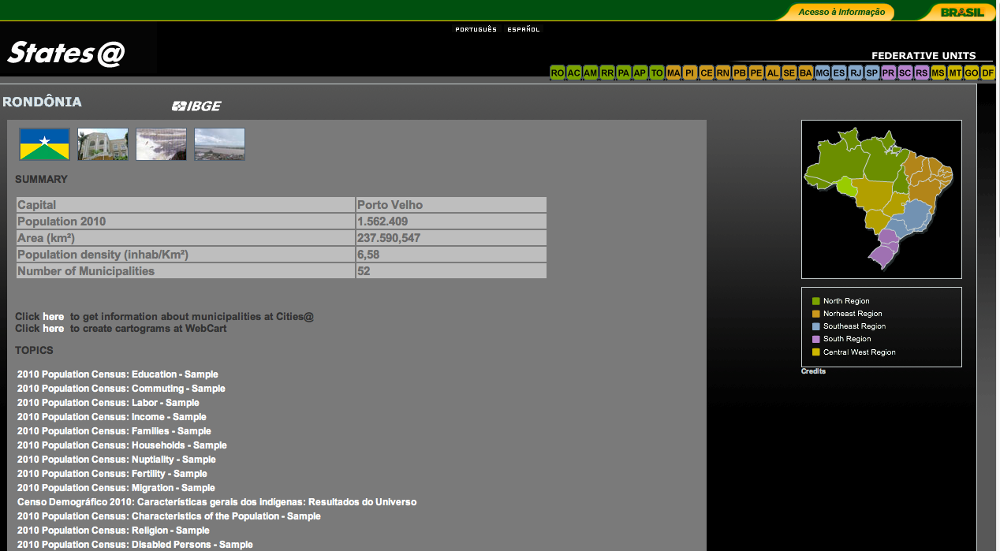 Acesso à Informação
BRASIL
PORTUGUÊS ESPAÑOL
States@
FEDERATIVE UNITS
RO AC AM RR PA AP TO MA PI CE RN PB PE AL SE BA MG ES RJ SP PR SC RS MS MT GO DF
RONDÔNIA
IBGE
SUMMARY
Capital Porto Velho
Population 2010 1.562.409
Area (km²) 237.590,547
Population density (inhab/Km²) 6,58
Number of Municipalities 52
Click here to get information about municipalities at Cities@
Click here to create cartograms at WebCart
TOPICS
2010 Population Census: Education - Sample
2010 Population Census: Commuting - Sample
2010 Population Census: Labor - Sample
2010 Population Census: Income - Sample
2010 Population Census: Families - Sample
2010 Population Census: Households - Sample
2010 Population Census: Nuptiality - Sample
2010 Population Census: Fertility - Sample
2010 Population Census: Migration - Sample
Censo Demográfico 2010: Características gerais dos indígenas: Resultados do Universo
2010 Population Census: Characteristics of the Population - Sample
2010 Population Census: Religion - Sample
2010 Population Census: Disabled Persons - Sample
North Region
Norheast Region
Southeast Region
South Region
Central West Region
Credits